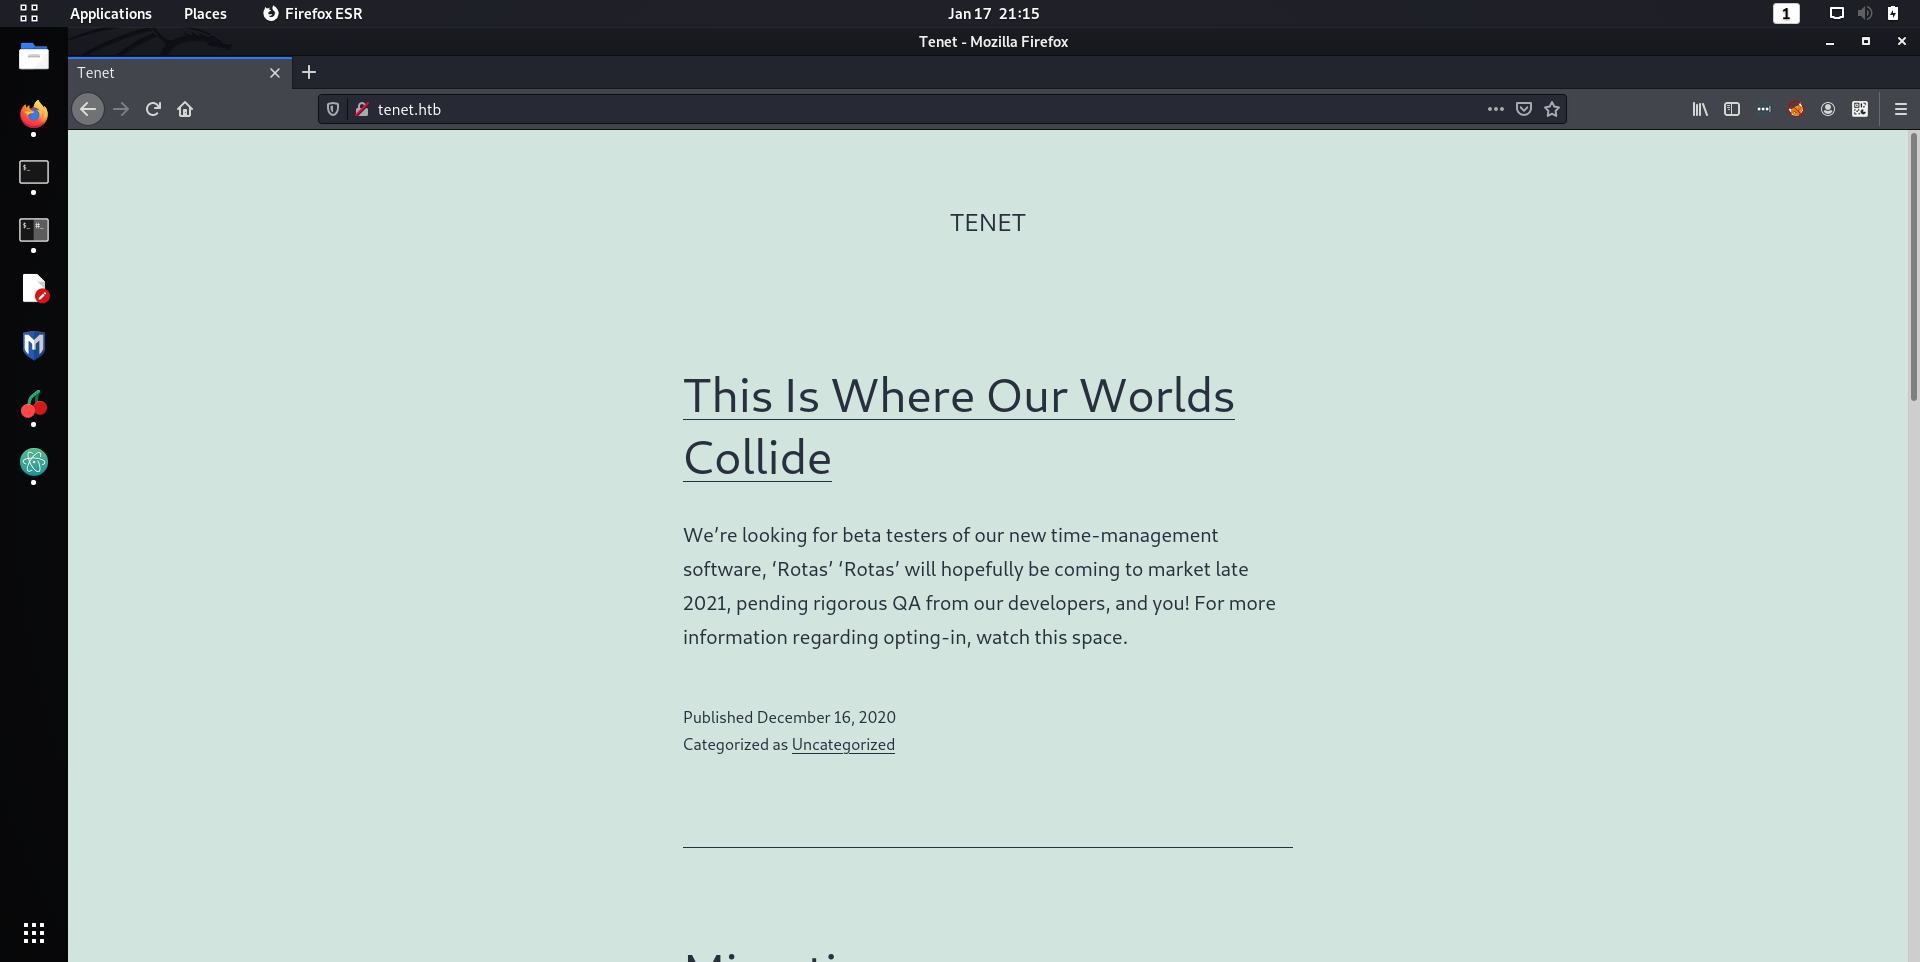 Applications Places Firefox ESR Jan 17 21:15 1
Tenet - Mozilla Firefox
Tenet
tenet.htb
TENET
This Is Where Our Worlds
Collide
We’re looking for beta testers of our new time-management
software, ‘Rotas’ ‘Rotas’ will hopefully be coming to market late
2021, pending rigorous QA from our developers, and you! For more
information regarding opting-in, watch this space.
Published December 16, 2020
Categorized as Uncategorized